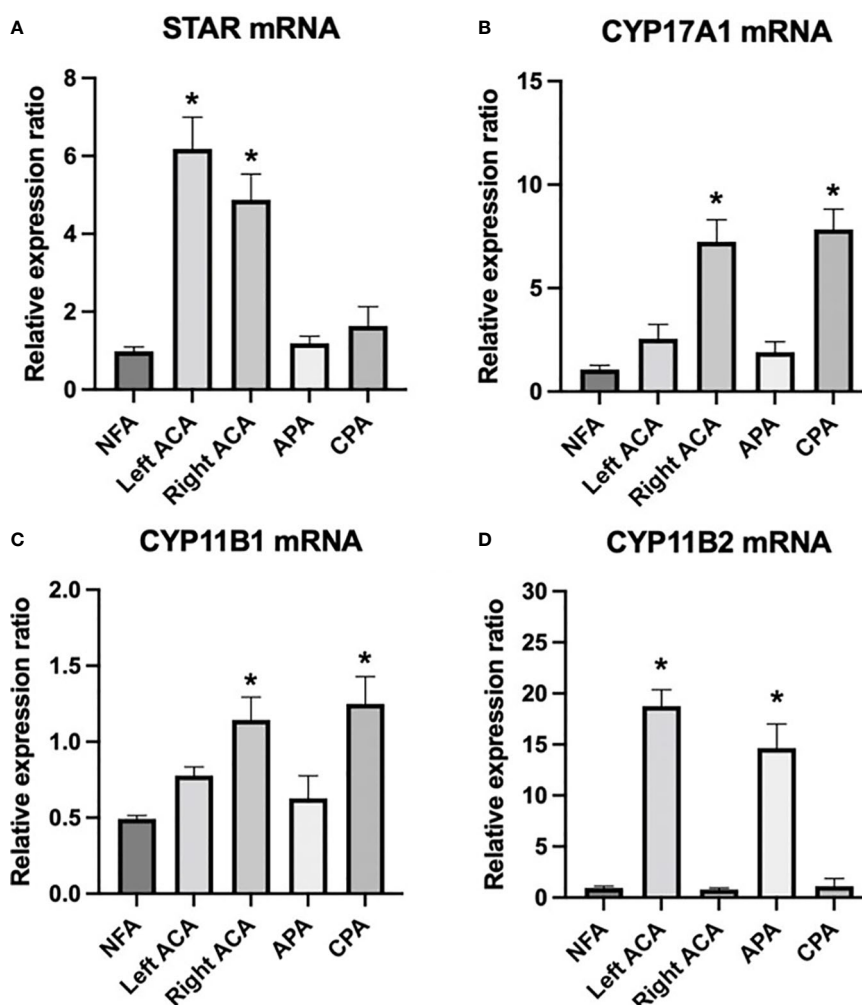 A
STAR mRNA
Relative expression ratio
8
6
4
2
0
*
*
NFA
Left ACA
Right ACA
APA
CPA
B
CYP17A1 mRNA
Relative expression ratio
15
10
5
0
*
*
NFA
Left ACA
Right ACA
APA
CPA
C
CYP11B1 mRNA
Relative expression ratio
2.0
1.5
1.0
0.5
0.0
*
*
NFA
Left ACA
Right ACA
APA
CPA
D
CYP11B2 mRNA
Relative expression ratio
30
25
20
15
10
5
0
*
*
NFA
Left ACA
Right ACA
APA
CPA